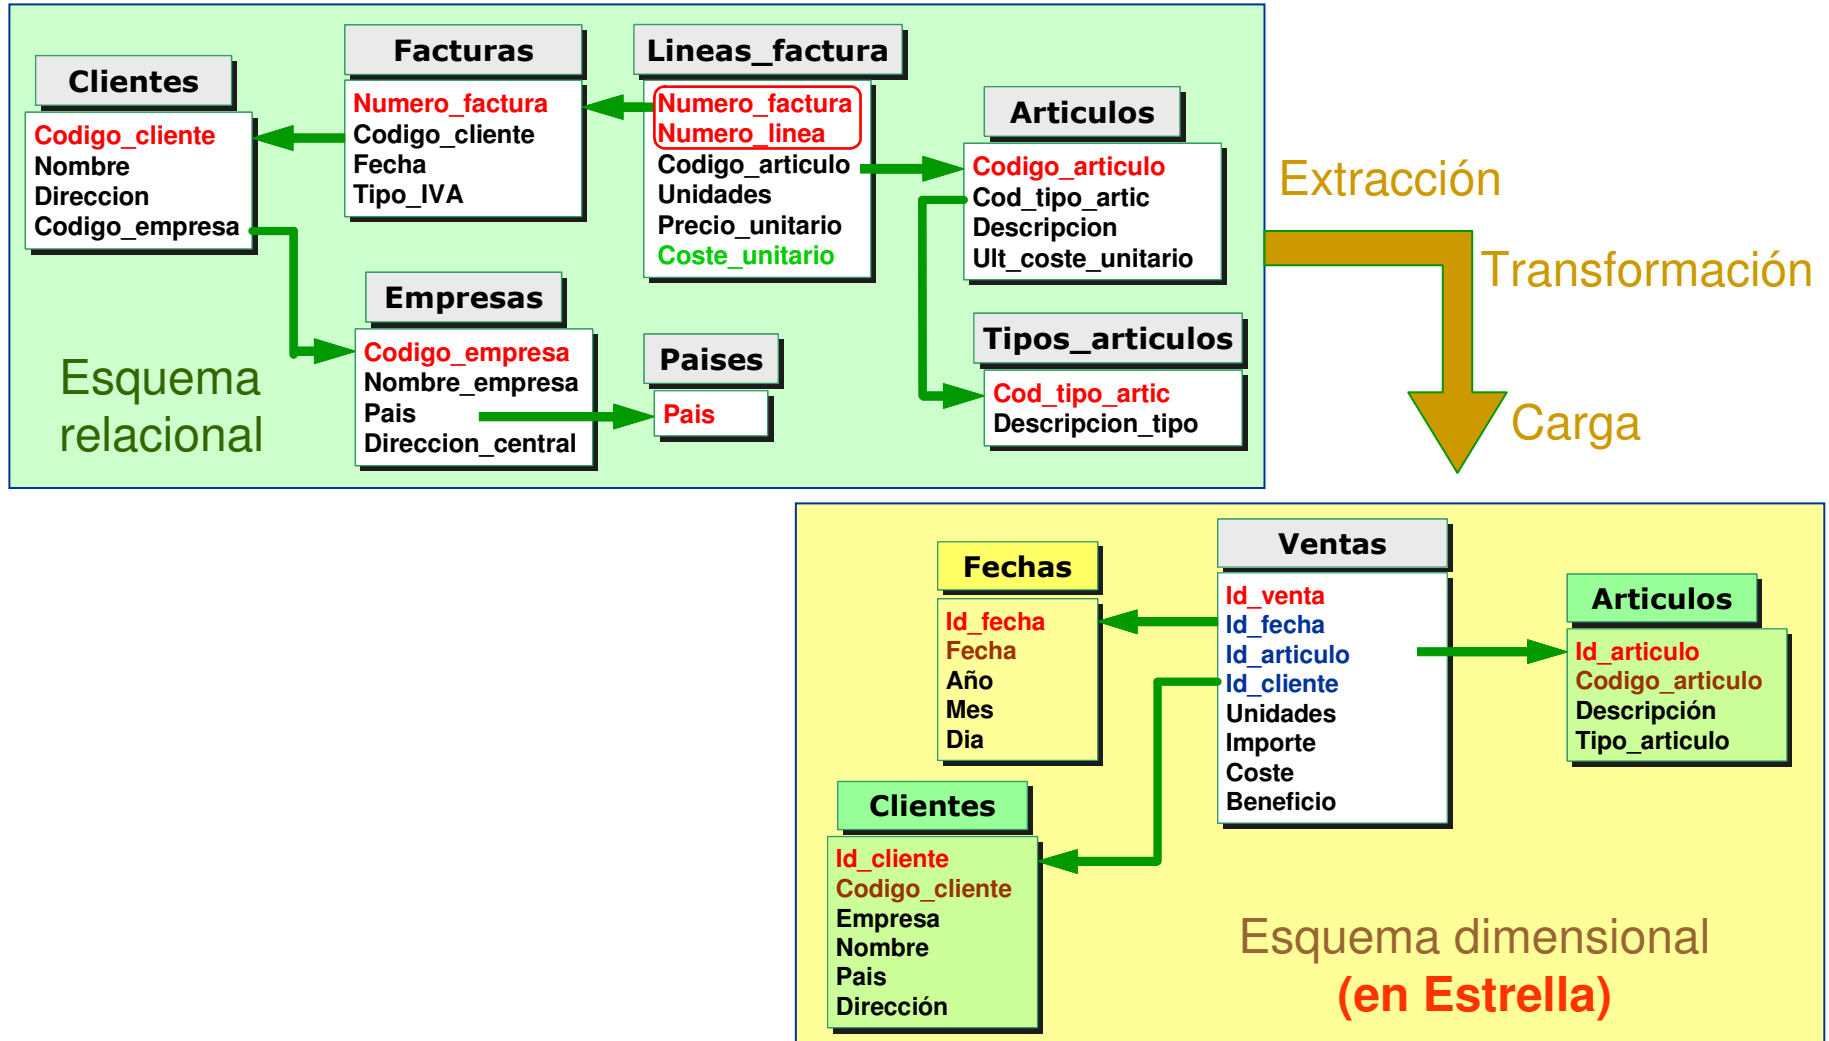 Clientes
Codigo_cliente
Nombre
Direccion
Codigo_empresa
Facturas
Numero_factura
Codigo_cliente
Fecha
Tipo_IVA
Lineas_factura
Numero_factura
Numero_linea
Codigo_articulo
Unidades
Precio_unitario
Coste_unitario
Articulos
Codigo_articulo
Cod_tipo_artic
Descripcion
Ult_coste_unitario
Empresas
Codigo_empresa
Nombre_empresa
Pais
Direccion_central
Paises
Pais
Tipos_articulos
Cod_tipo_artic
Descripcion_tipo
Esquema
relacional
Extracción
Transformación
Carga
Fechas
Id_fecha
Fecha
Año
Mes
Dia
Ventas
Id_venta
Id_fecha
Id_articulo
Id_cliente
Unidades
Importe
Coste
Beneficio
Articulos
Id_articulo
Codigo_articulo
Descripción
Tipo_articulo
Clientes
Id_cliente
Codigo_cliente
Empresa
Nombre
Pais
Dirección
Esquema dimensional
(en Estrella)